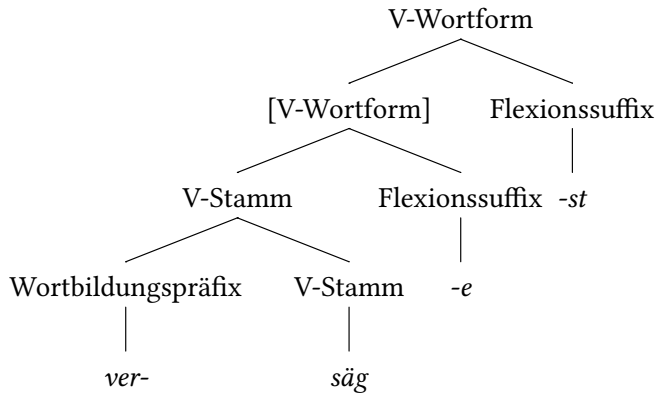 V-Wortform
[V-Wortform] Flexionssuffix
V-Stamm Flexionssuffix -st
Wortbildungspräfix V-Stamm -e
ver- säg